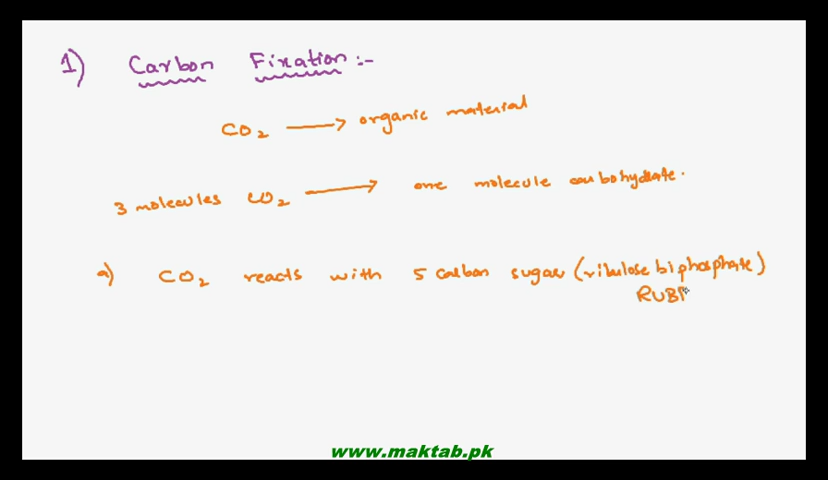 1) Carbon Fixation :-
CO2 → organic material
3 molecules CO2 → one molecule carbohydrate.
a) CO2 reacts with 5 carbon sugar (ribulose biphosphate)
RUBP
www.maktab.pk